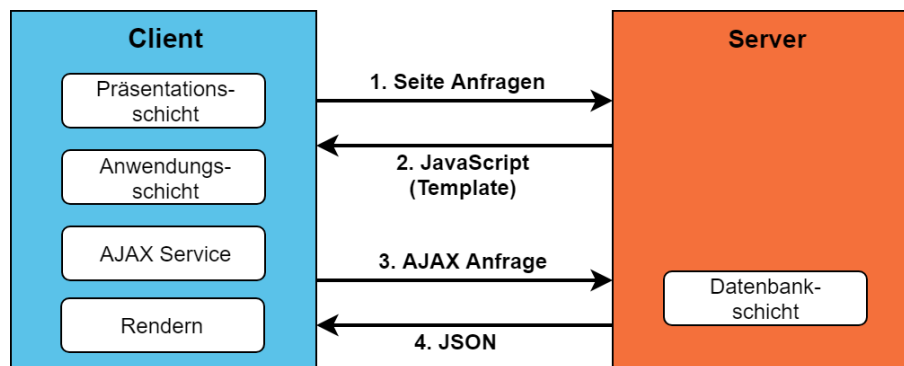 Client
Präsentations-
schicht
Anwendungs-
schicht
AJAX Service
Rendern
1. Seite Anfragen
2. JavaScript
(Template)
3. AJAX Anfrage
4. JSON
Server
Datenbank-
schicht